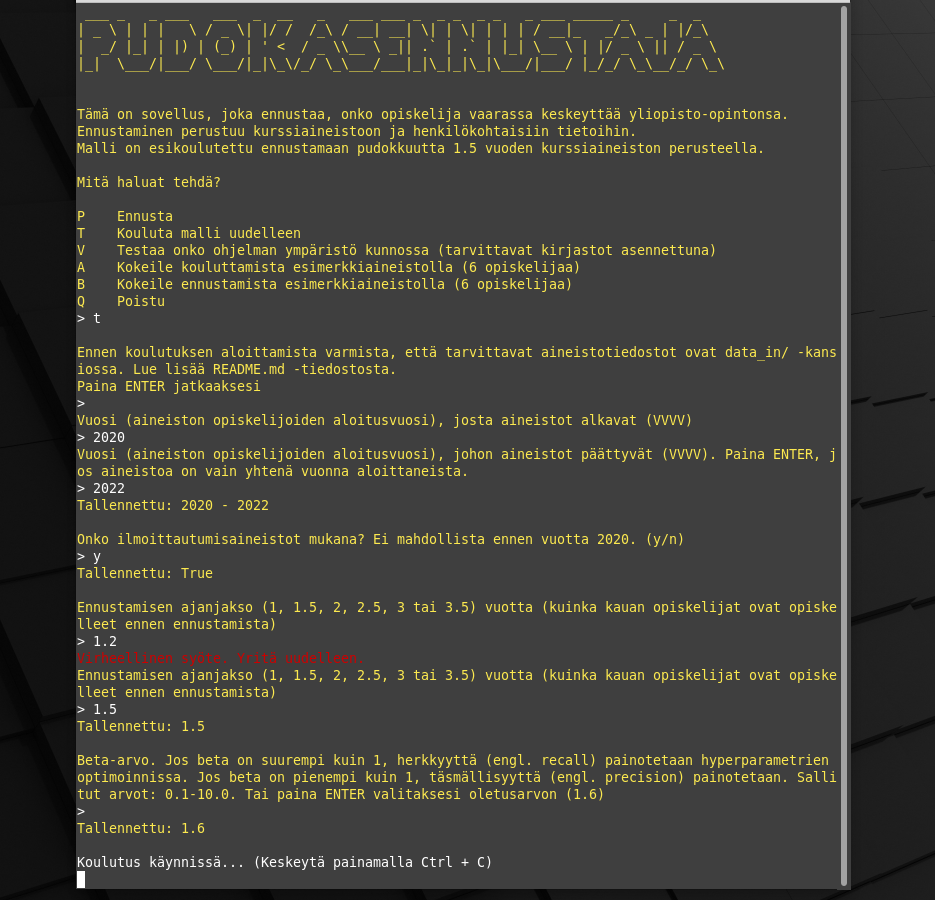 PUDOKASENNUSTAJA
Tämä on sovellus, joka ennustaa, onko opiskelija vaarassa keskeyttää yliopisto-opintonsa.
Ennustaminen perustuu kurssiaineistoon ja henkilökohtaisiin tietoihin.
Malli on esikoulutettu ennustamaan pudokkuutta 1.5 vuoden kurssiaineiston perusteella.
Mitä haluat tehdä?
P    Ennusta
T    Kouluta malli uudelleen
V    Testaa onko ohjelman ympäristö kunnossa (tarvittavat kirjastot asennettuna)
A    Kokeile kouluttamista esimerkkiaineistolla (6 opiskelijaa)
B    Kokeile ennustamista esimerkkiaineistolla (6 opiskelijaa)
Q    Poistu
> t
Ennen koulutuksen aloittamista varmista, että tarvittavat aineistotiedostot ovat data_in/ -kans
iossa. Lue lisää README.md -tiedostosta.
Paina ENTER jatkaaksesi
>
Vuosi (aineiston opiskelijoiden aloitusvuosi), josta aineistot alkavat (VVVV)
> 2020
Vuosi (aineiston opiskelijoiden aloitusvuosi), johon aineistot päättyvät (VVVV). Paina ENTER, j
os aineistoa on vain yhtenä vuonna aloittaneista.
> 2022
Tallennettu: 2020 - 2022
Onko ilmoittautumisaineistot mukana? Ei mahdollista ennen vuotta 2020. (y/n)
> y
Tallennettu: True
Ennustamisen ajanjakso (1, 1.5, 2, 2.5, 3 tai 3.5) vuotta (kuinka kauan opiskelijat ovat opiske
lleet ennen ennustamista)
> 1.2
Virheellinen syöte. Yritä uudelleen.
Ennustamisen ajanjakso (1, 1.5, 2, 2.5, 3 tai 3.5) vuotta (kuinka kauan opiskelijat ovat opiske
lleet ennen ennustamista)
> 1.5
Tallennettu: 1.5
Beta-arvo. Jos beta on suurempi kuin 1, herkkyyttä (engl. recall) painotetaan hyperparametrien
optimoinnissa. Jos beta on pienempi kuin 1, täsmällisyyttä (engl. precision) painotetaan. Salli
tut arvot: 0.1-10.0. Tai paina ENTER valitaksesi oletusarvon (1.6)
>
Tallennettu: 1.6
Koulutus käynnissä... (Keskeytä painamalla Ctrl + C)